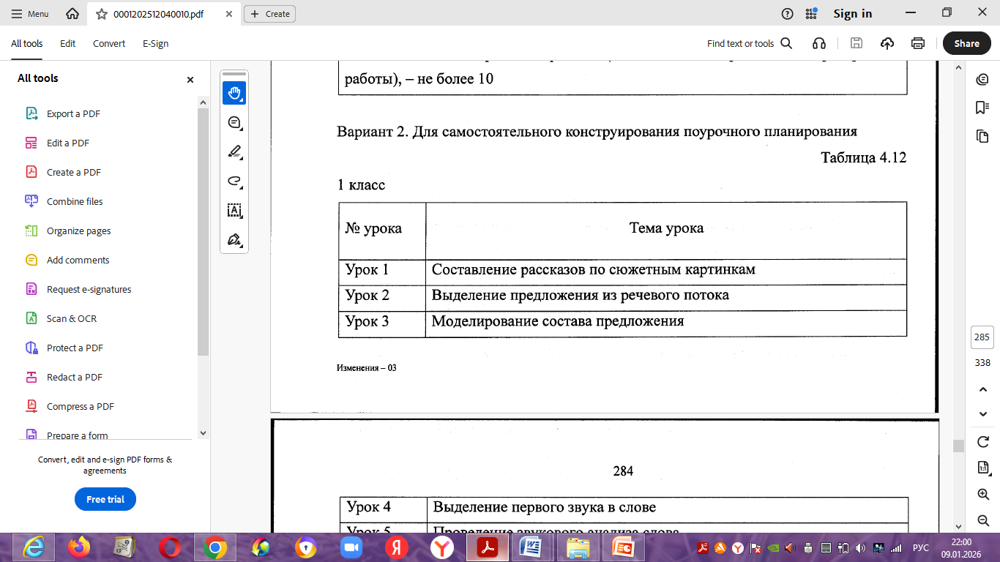 Menu
0001202512040010.pdf
Create
Sign in
All tools
Edit
Convert
E-Sign
Find text or tools
Share
All tools
Export a PDF
Edit a PDF
Create a PDF
Combine files
Organize pages
Add comments
Request e-signatures
Scan & OCR
Protect a PDF
Redact a PDF
Compress a PDF
Prepare a form
Convert, edit and e-sign PDF forms & agreements
Free trial
работы), – не более 10
Вариант 2. Для самостоятельного конструирования поурочного планирования
Таблица 4.12
1 класс
№ урока Тема урока
Урок 1 Составление рассказов по сюжетным картинкам
Урок 2 Выделение предложения из речевого потока
Урок 3 Моделирование состава предложения
Изменения – 03
284
Урок 4 Выделение первого звука в слове
Урок 5 Проведение звукового анализа слова
285
338
РУС
22:00
09.01.2026